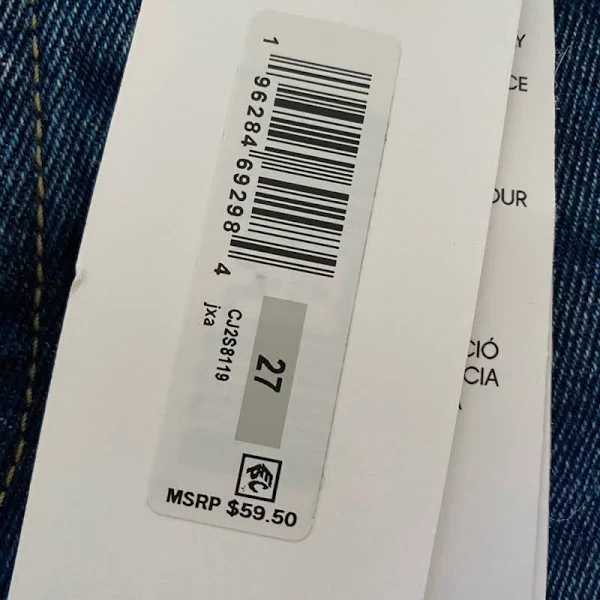 1 96284 69298 4
CJ2S8119
jxa
27
MSRP $59.50
Y
CE
OUR
CIÓ
CIA